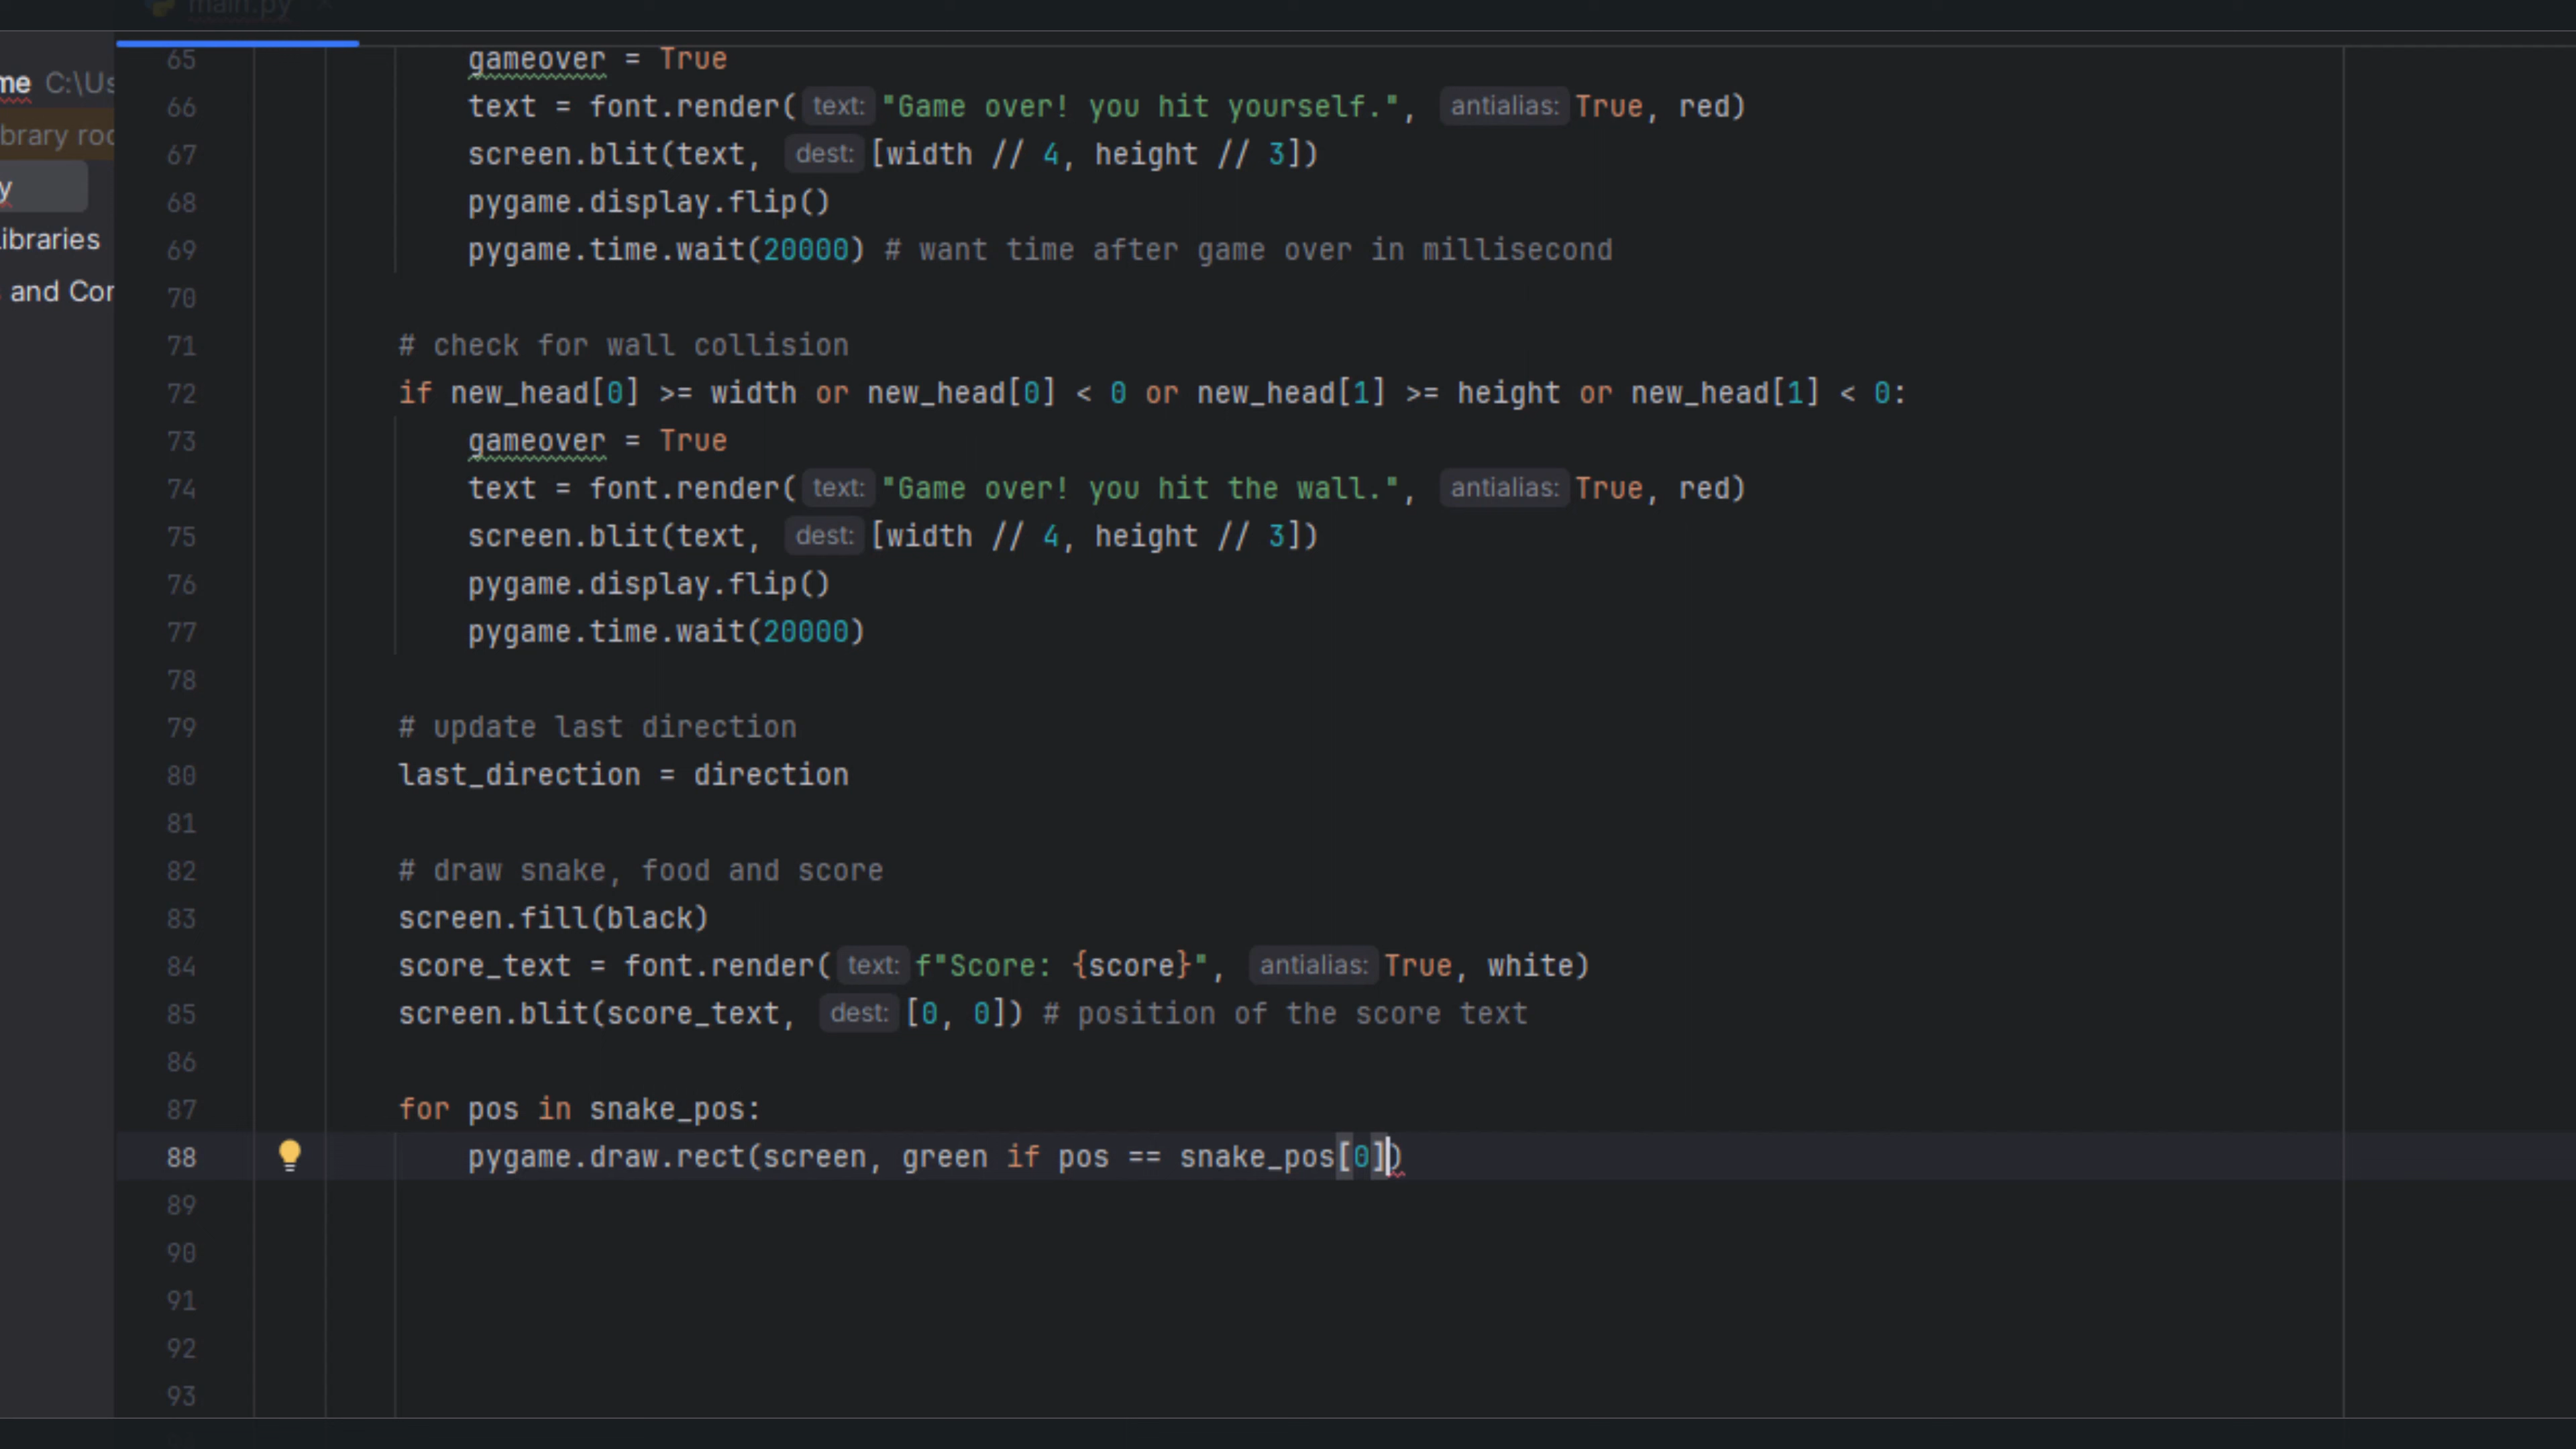 main.py
me C:\Us
brary roo
y
ibraries
s and Con
65 gameover = True
66 text = font.render( text: "Game over! you hit yourself.", antialias: True, red)
67 screen.blit(text, dest: [width // 4, height // 3])
68 pygame.display.flip()
69 pygame.time.wait(20000) # want time after game over in millisecond
70
71 # check for wall collision
72 if new_head[0] >= width or new_head[0] < 0 or new_head[1] >= height or new_head[1] < 0:
73 gameover = True
74 text = font.render( text: "Game over! you hit the wall.", antialias: True, red)
75 screen.blit(text, dest: [width // 4, height // 3])
76 pygame.display.flip()
77 pygame.time.wait(20000)
78
79 # update last direction
80 last_direction = direction
81
82 # draw snake, food and score
83 screen.fill(black)
84 score_text = font.render( text: f"Score: {score}", antialias: True, white)
85 screen.blit(score_text, dest: [0, 0]) # position of the score text
86
87 for pos in snake_pos:
88 pygame.draw.rect(screen, green if pos == snake_pos[0])
89
90
91
92
93